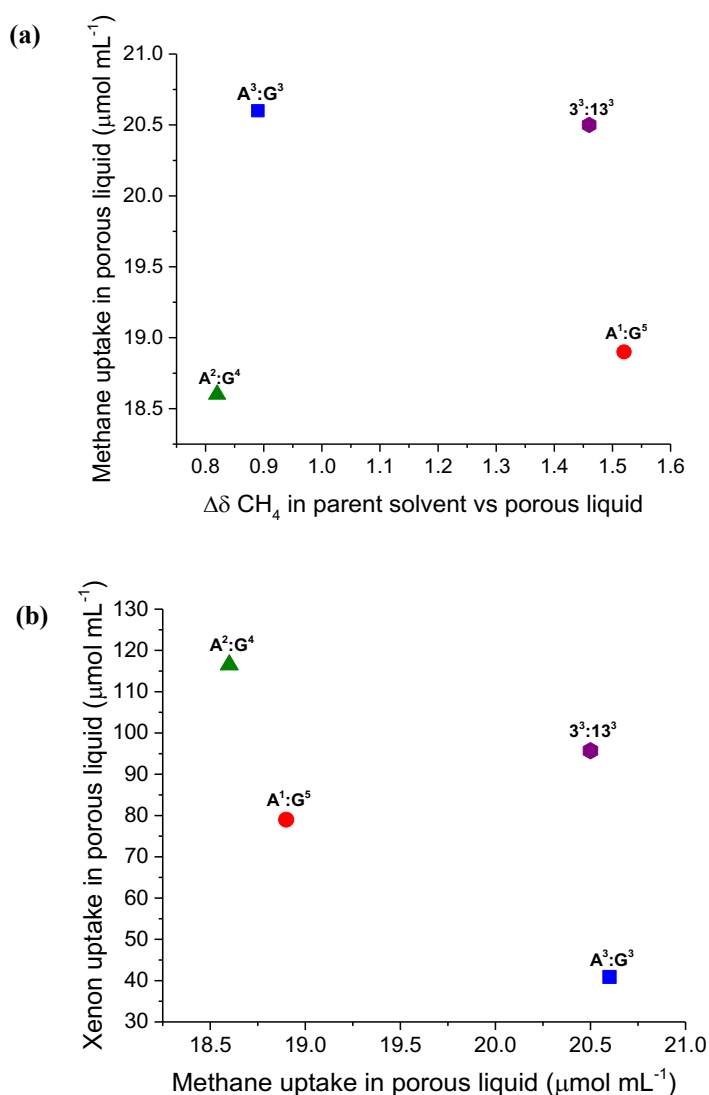 (a)
Methane uptake in porous liquid (μmol mL⁻¹)
21.0
20.5
20.0
19.5
19.0
18.5
A³:G³
3³:13³
A¹:G⁵
A²:G⁴
0.8 0.9 1.0 1.1 1.2 1.3 1.4 1.5 1.6
Δδ CH₄ in parent solvent vs porous liquid
(b)
Xenon uptake in porous liquid (μmol mL⁻¹)
130
120
110
100
90
80
70
60
50
40
30
A²:G⁴
3³:13³
A¹:G⁵
A³:G³
18.5 19.0 19.5 20.0 20.5 21.0
Methane uptake in porous liquid (μmol mL⁻¹)